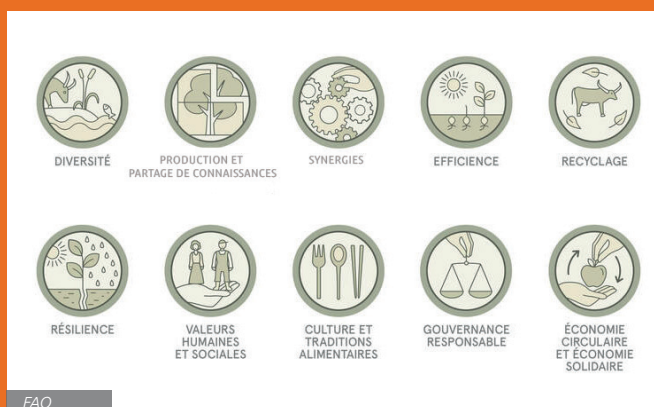 DIVERSITÉ
PRODUCTION ET
PARTAGE DE CONNAISSANCES
SYNERGIES
EFFICIENCE
RECYCLAGE
RÉSILIENCE
VALEURS
HUMAINES
ET SOCIALES
CULTURE ET
TRADITIONS
ALIMENTAIRES
GOUVERNANCE
RESPONSABLE
ÉCONOMIE
CIRCULAIRE
ET ÉCONOMIE
SOLIDAIRE
FAO